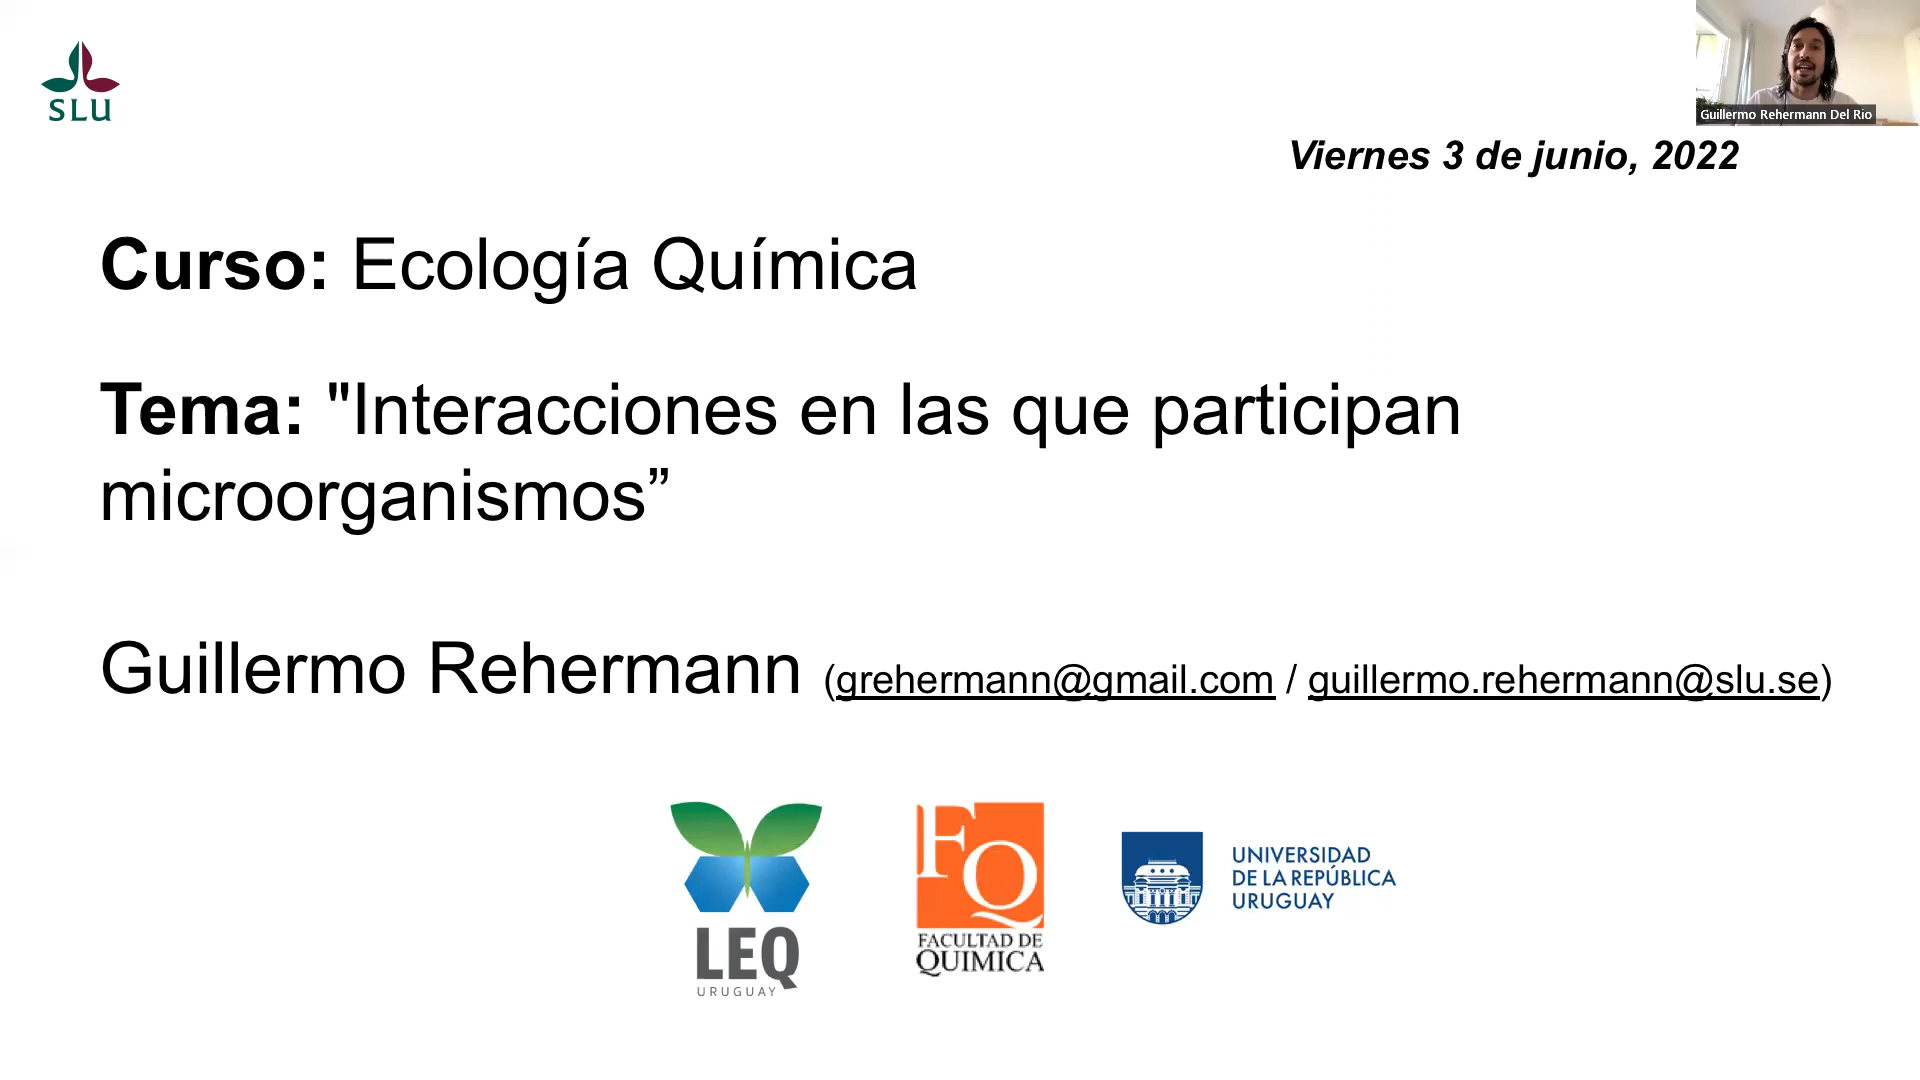 SLU
Guillermo Rehermann Del Rio
Viernes 3 de junio, 2022
Curso: Ecología Química
Tema: "Interacciones en las que participan
microorganismos”
Guillermo Rehermann (grehermann@gmail.com / guillermo.rehermann@slu.se)
LEQ
URUGUAY
FQ
FACULTAD DE
QUIMICA
UNIVERSIDAD
DE LA REPÚBLICA
URUGUAY